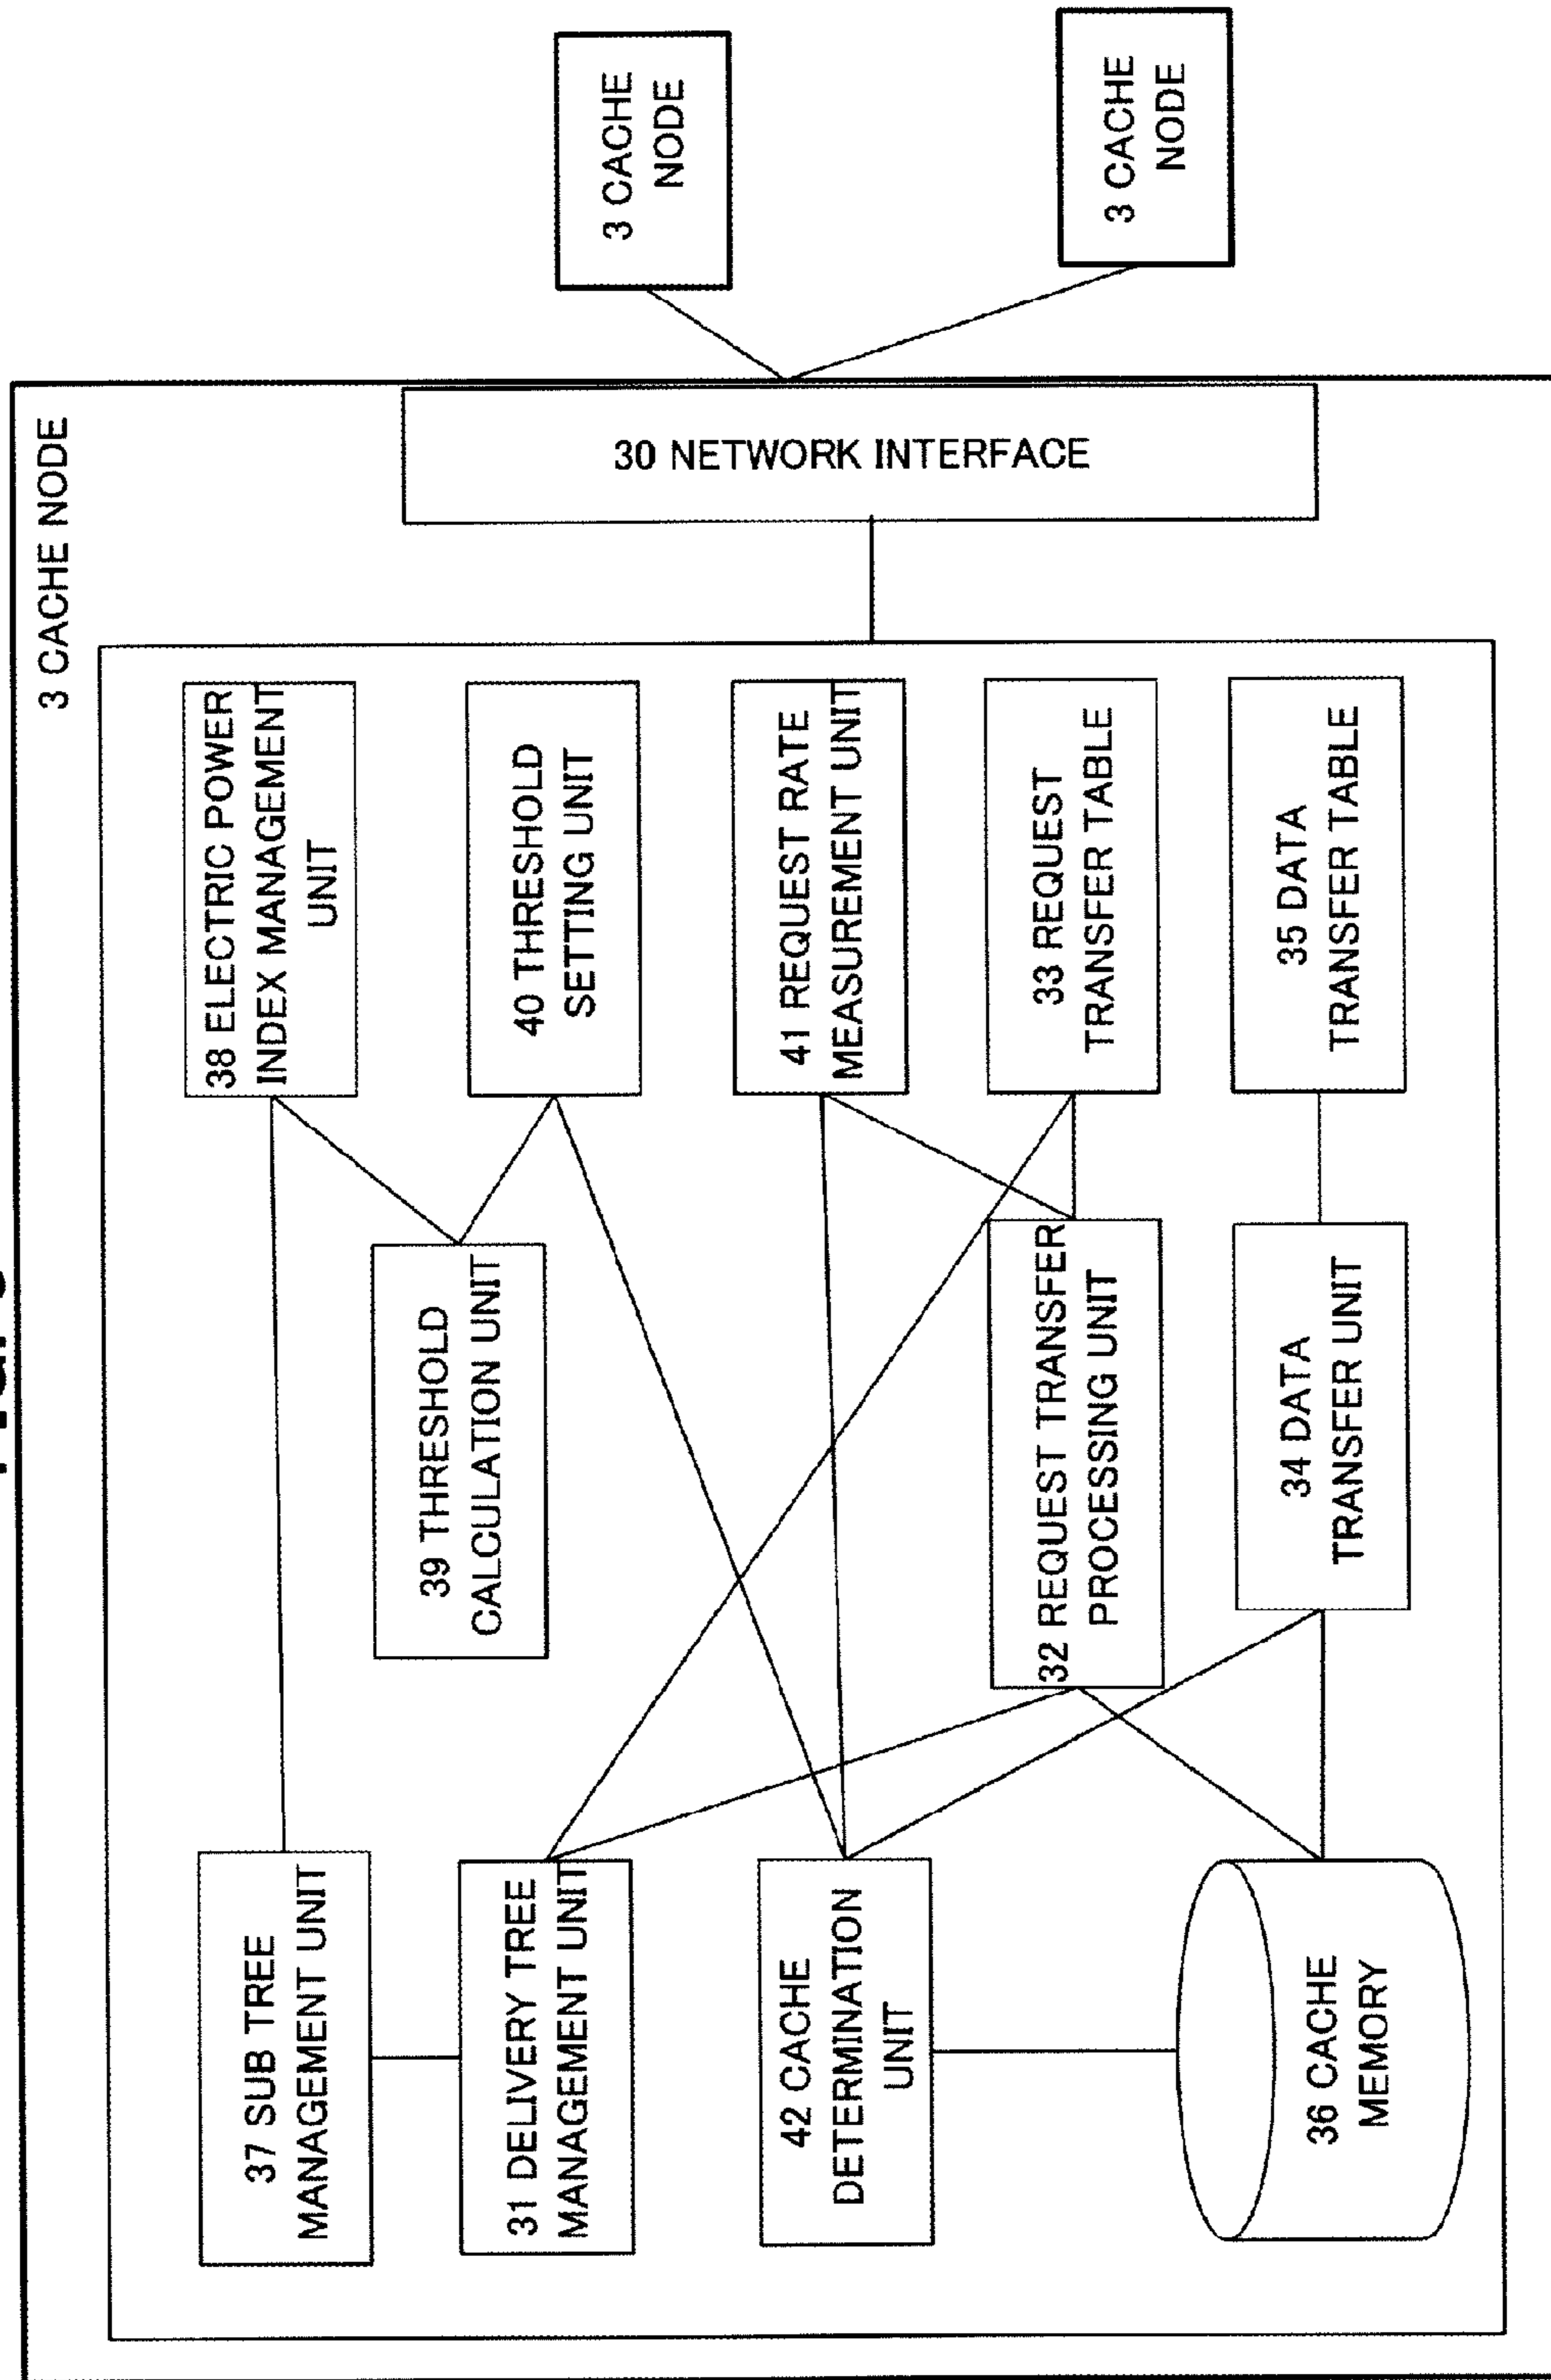 3 CACHE NODE
37 SUB TREE
MANAGEMENT UNIT
38 ELECTRIC POWER
INDEX MANAGEMENT
UNIT
39 THRESHOLD
CALCULATION UNIT
31 DELIVERY TREE
MANAGEMENT UNIT
40 THRESHOLD
SETTING UNIT
42 CACHE
DETERMINATION
UNIT
41 REQUEST RATE
MEASUREMENT UNIT
32 REQUEST TRANSFER
PROCESSING UNIT
33 REQUEST
TRANSFER TABLE
36 CACHE
MEMORY
34 DATA
TRANSFER UNIT
35 DATA
TRANSFER TABLE
30 NETWORK INTERFACE
3 CACHE
NODE
3 CACHE
NODE